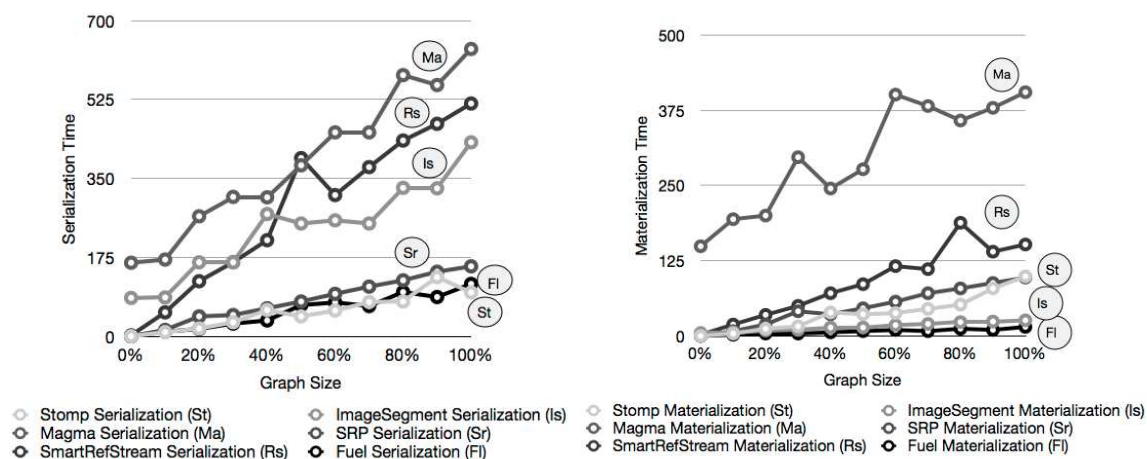 700
525
350
175
0
Serialization Time
Ma
Rs
Is
Sr
Fl
St
0% 20% 40% 60% 80% 100%
Graph Size
Stomp Serialization (St)
Magma Serialization (Ma)
SmartRefStream Serialization (Rs)
ImageSegment Serialization (Is)
SRP Serialization (Sr)
Fuel Serialization (Fl)
500
375
250
125
0
Materialization Time
Ma
Rs
St
Is
Fl
0% 20% 40% 60% 80% 100%
Graph Size
Stomp Materialization (St)
Magma Materialization (Ma)
SmartRefStream Materialization (Rs)
ImageSegment Materialization (Is)
SRP Materialization (Sr)
Fuel Materialization (Fl)